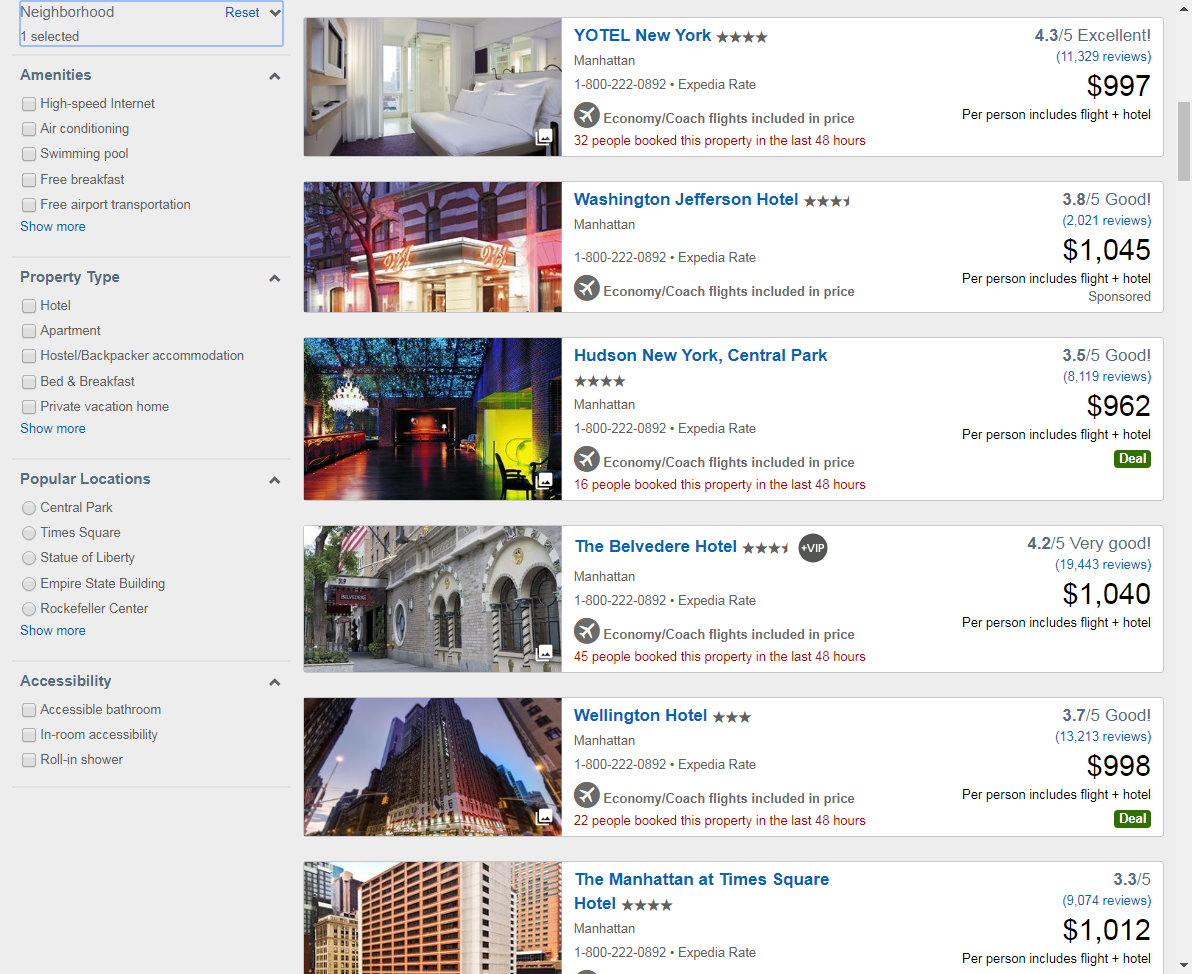 Neighborhood Reset
1 selected
Amenities
High-speed Internet
Air conditioning
Swimming pool
Free breakfast
Free airport transportation
Show more
Property Type
Hotel
Apartment
Hostel/Backpacker accommodation
Bed & Breakfast
Private vacation home
Show more
Popular Locations
Central Park
Times Square
Statue of Liberty
Empire State Building
Rockefeller Center
Show more
Accessibility
Accessible bathroom
In-room accessibility
Roll-in shower
YOTEL New York
Manhattan
1-800-222-0892 • Expedia Rate
Economy/Coach flights included in price
32 people booked this property in the last 48 hours
4.3/5 Excellent!
(11,329 reviews)
$997
Per person includes flight + hotel
Washington Jefferson Hotel
Manhattan
1-800-222-0892 • Expedia Rate
Economy/Coach flights included in price
3.8/5 Good!
(2,021 reviews)
$1,045
Per person includes flight + hotel
Sponsored
Hudson New York, Central Park
Manhattan
1-800-222-0892 • Expedia Rate
Economy/Coach flights included in price
16 people booked this property in the last 48 hours
3.5/5 Good!
(8,119 reviews)
$962
Per person includes flight + hotel
Deal
BELVEDERE
The Belvedere Hotel +VIP
Manhattan
1-800-222-0892 • Expedia Rate
Economy/Coach flights included in price
45 people booked this property in the last 48 hours
4.2/5 Very good!
(19,443 reviews)
$1,040
Per person includes flight + hotel
Wellington Hotel
Manhattan
1-800-222-0892 • Expedia Rate
Economy/Coach flights included in price
22 people booked this property in the last 48 hours
3.7/5 Good!
(13,213 reviews)
$998
Per person includes flight + hotel
Deal
The Manhattan at Times Square
Hotel
Manhattan
1-800-222-0892 • Expedia Rate
3.3/5
(9,074 reviews)
$1,012
Per person includes flight + hotel